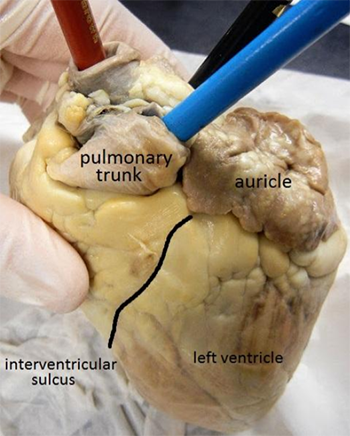 pulmonary
trunk
auricle
interventricular
sulcus
left ventricle